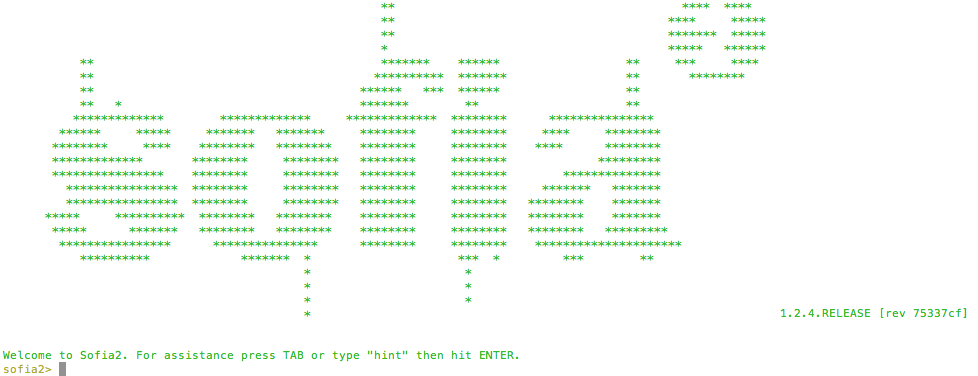 sofia2
1.2.4.RELEASE [rev 75337cf]
Welcome to Sofia2. For assistance press TAB or type "hint" then hit ENTER.
sofia2>